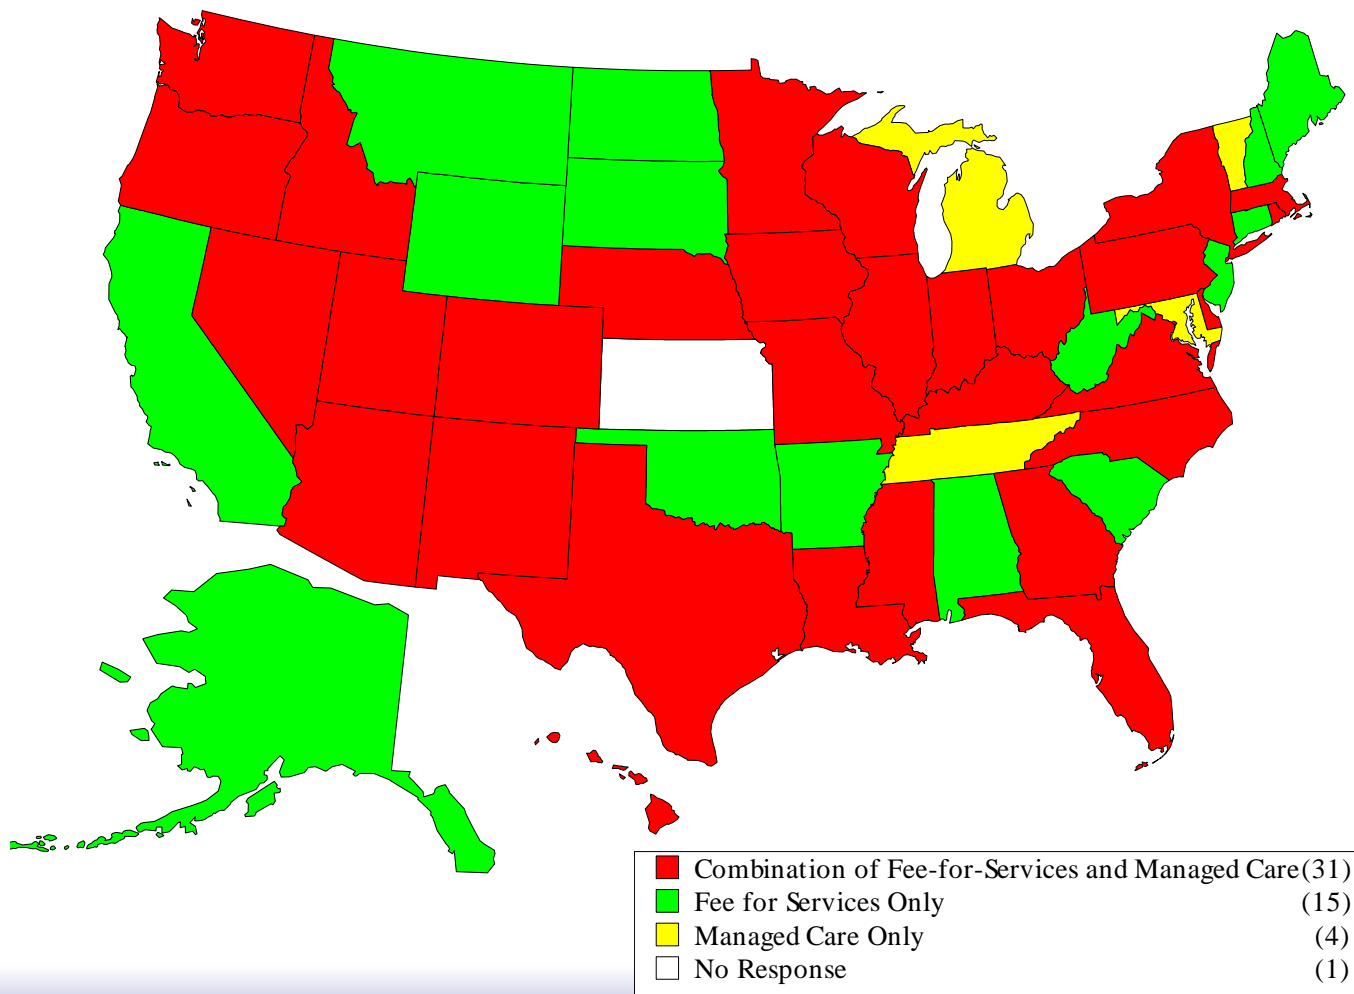 Combination of Fee-for-Services and Managed Care (31)
Fee for Services Only (15)
Managed Care Only (4)
No Response (1)